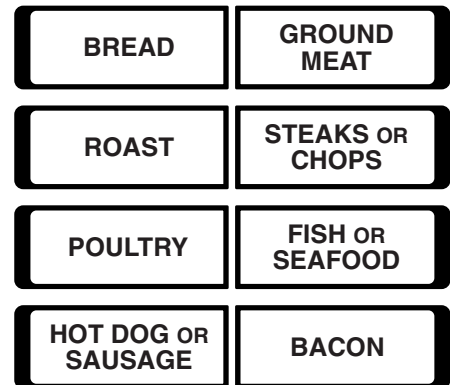 BREAD
GROUND
MEAT
ROAST
STEAKS OR
CHOPS
POULTRY
FISH OR
SEAFOOD
HOT DOG OR
SAUSAGE
BACON